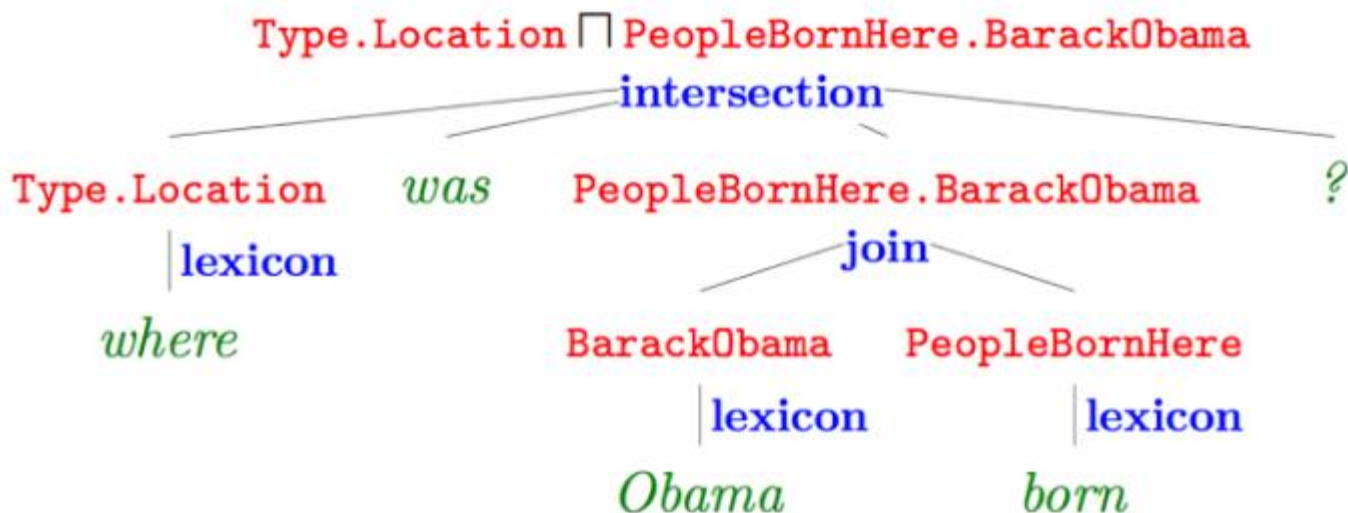 Type.Location ⊓ PeopleBornHere.BarackObama
intersection
Type.Location was PeopleBornHere.BarackObama ?
lexicon join
where BarackObama PeopleBornHere
lexicon lexicon
Obama born